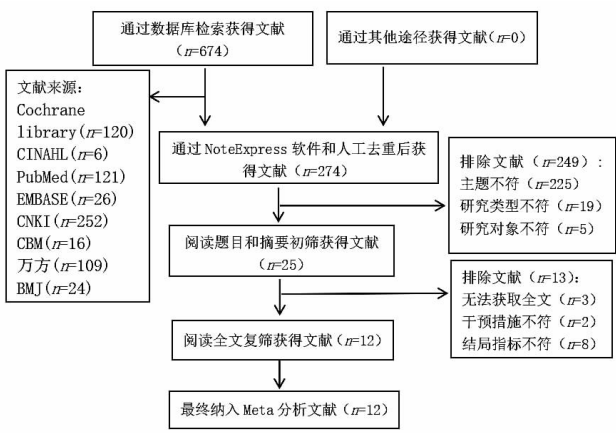 通过数据库检索获得文献
(n=674)
通过其他途径获得文献(n=0)
文献来源：
Cochrane
library(n=120)
CINAHL(n=6)
PubMed(n=121)
EMBASE(n=26)
CNKI(n=252)
CBM(n=16)
万方(n=109)
BMJ(n=24)
通过NoteExpress软件和人工去重后获
得文献(n=274)
排除文献(n=249)：
主题不符(n=225)
研究类型不符(n=19)
研究对象不符(n=5)
阅读题目和摘要初筛获得文献
(n=25)
排除文献(n=13)：
无法获取全文(n=3)
干预措施不符(n=2)
结局指标不符(n=8)
阅读全文复筛获得文献(n=12)
最终纳入Meta分析文献(n=12)